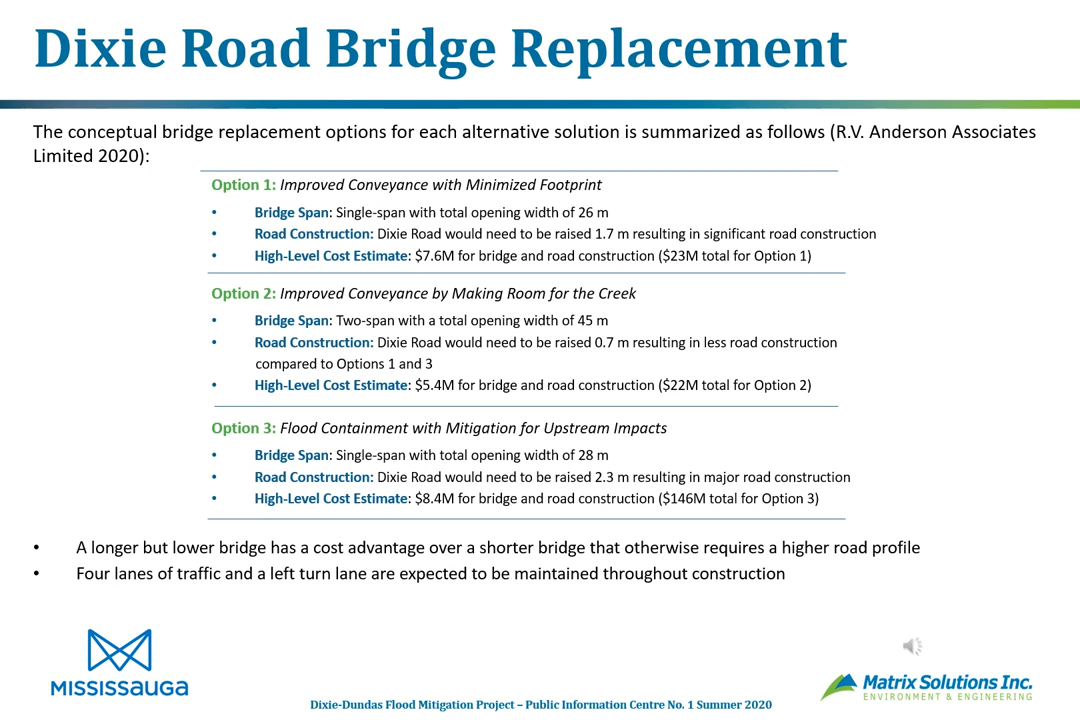 Dixie Road Bridge Replacement
The conceptual bridge replacement options for each alternative solution is summarized as follows (R.V. Anderson Associates
Limited 2020):
Option 1: Improved Conveyance with Minimized Footprint
• Bridge Span: Single-span with total opening width of 26 m
• Road Construction: Dixie Road would need to be raised 1.7 m resulting in significant road construction
• High-Level Cost Estimate: $7.6M for bridge and road construction ($23M total for Option 1)
Option 2: Improved Conveyance by Making Room for the Creek
• Bridge Span: Two-span with a total opening width of 45 m
• Road Construction: Dixie Road would need to be raised 0.7 m resulting in less road construction
compared to Options 1 and 3
• High-Level Cost Estimate: $5.4M for bridge and road construction ($22M total for Option 2)
Option 3: Flood Containment with Mitigation for Upstream Impacts
• Bridge Span: Single-span with total opening width of 28 m
• Road Construction: Dixie Road would need to be raised 2.3 m resulting in major road construction
• High-Level Cost Estimate: $8.4M for bridge and road construction ($146M total for Option 3)
• A longer but lower bridge has a cost advantage over a shorter bridge that otherwise requires a higher road profile
• Four lanes of traffic and a left turn lane are expected to be maintained throughout construction
MISSISSAUGA
Matrix Solutions Inc.
ENVIRONMENT & ENGINEERING
Dixie-Dundas Flood Mitigation Project – Public Information Centre No. 1 Summer 2020